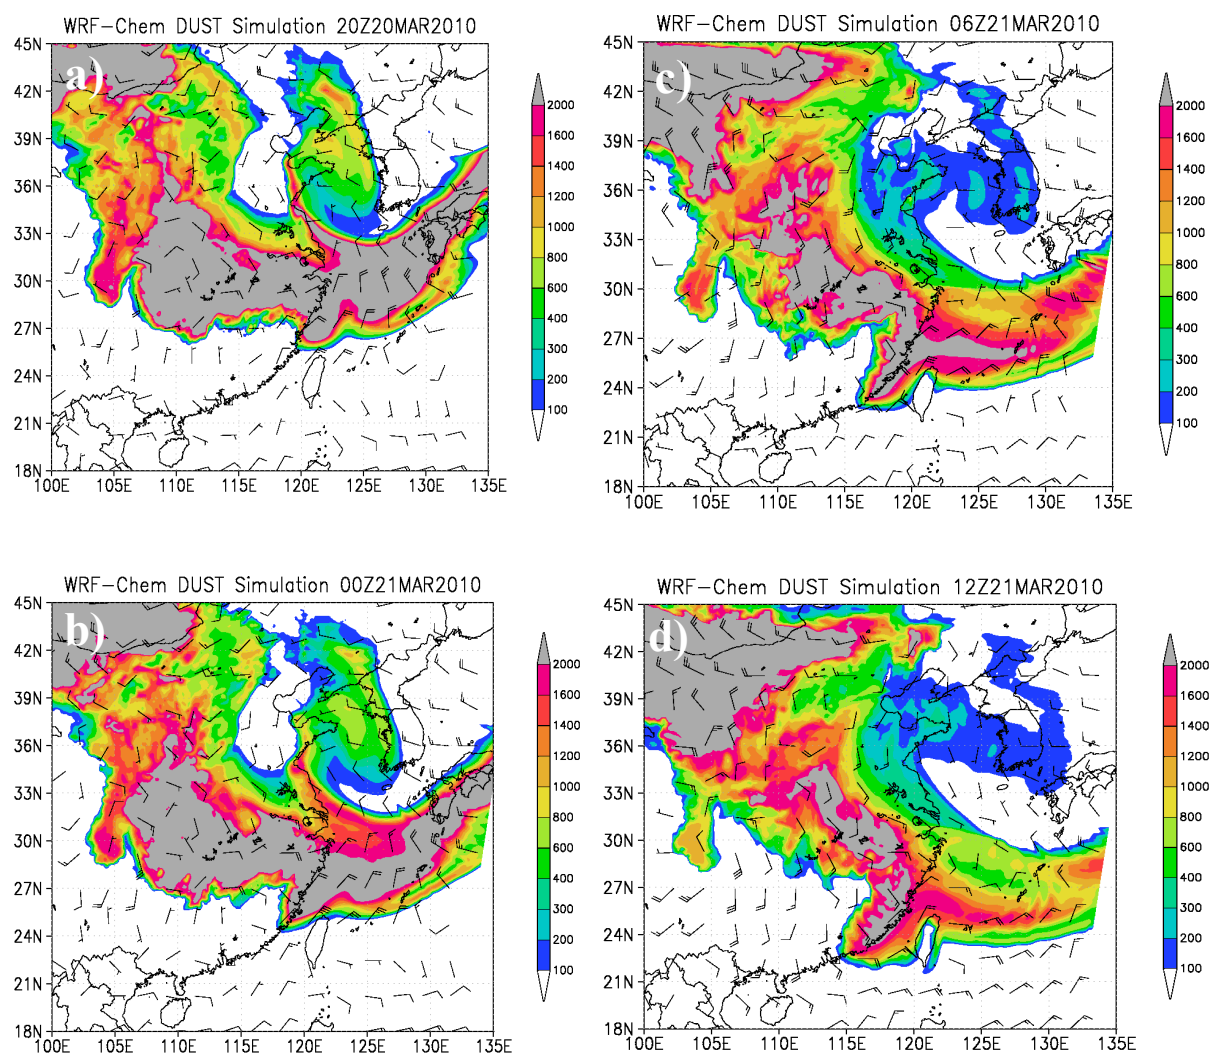 WRF-Chem DUST Simulation 20Z20MAR2010
a)
45N
42N
39N
36N
33N
30N
27N
24N
21N
18N
100E 105E 110E 115E 120E 125E 130E 135E
2000
1600
1400
1200
1000
800
600
400
300
200
100
WRF-Chem DUST Simulation 06Z21MAR2010
c)
45N
42N
39N
36N
33N
30N
27N
24N
21N
18N
100E 105E 110E 115E 120E 125E 130E 135E
2000
1600
1400
1200
1000
800
600
400
300
200
100
WRF-Chem DUST Simulation 00Z21MAR2010
b)
45N
42N
39N
36N
33N
30N
27N
24N
21N
18N
100E 105E 110E 115E 120E 125E 130E 135E
2000
1600
1400
1200
1000
800
600
400
300
200
100
WRF-Chem DUST Simulation 12Z21MAR2010
d)
45N
42N
39N
36N
33N
30N
27N
24N
21N
18N
100E 105E 110E 115E 120E 125E 130E 135E
2000
1600
1400
1200
1000
800
600
400
300
200
100